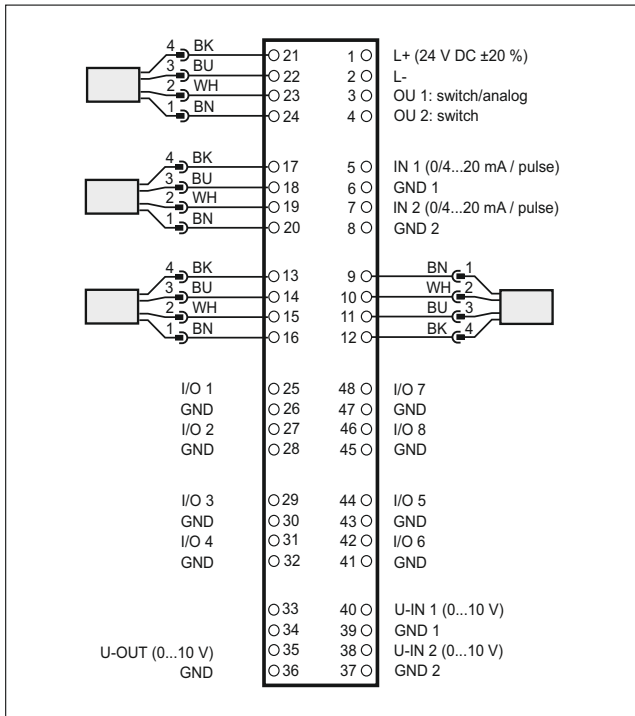 4 BK 21 1 L+ (24 V DC ±20 %)
3 BU 22 2 L-
2 WH 23 3 OU 1: switch/analog
1 BN 24 4 OU 2: switch
4 BK 17 5 IN 1 (0/4...20 mA / pulse)
3 BU 18 6 GND 1
2 WH 19 7 IN 2 (0/4...20 mA / pulse)
1 BN 20 8 GND 2
4 BK 13 9 BN 1
3 BU 14 10 WH 2
2 WH 15 11 BU 3
1 BN 16 12 BK 4
I/O 1 25 48 I/O 7
GND 26 47 GND
I/O 2 27 46 I/O 8
GND 28 45 GND
I/O 3 29 44 I/O 5
GND 30 43 GND
I/O 4 31 42 I/O 6
GND 32 41 GND
33 40 U-IN 1 (0...10 V)
34 39 GND 1
U-OUT (0...10 V) 35 38 U-IN 2 (0...10 V)
GND 36 37 GND 2